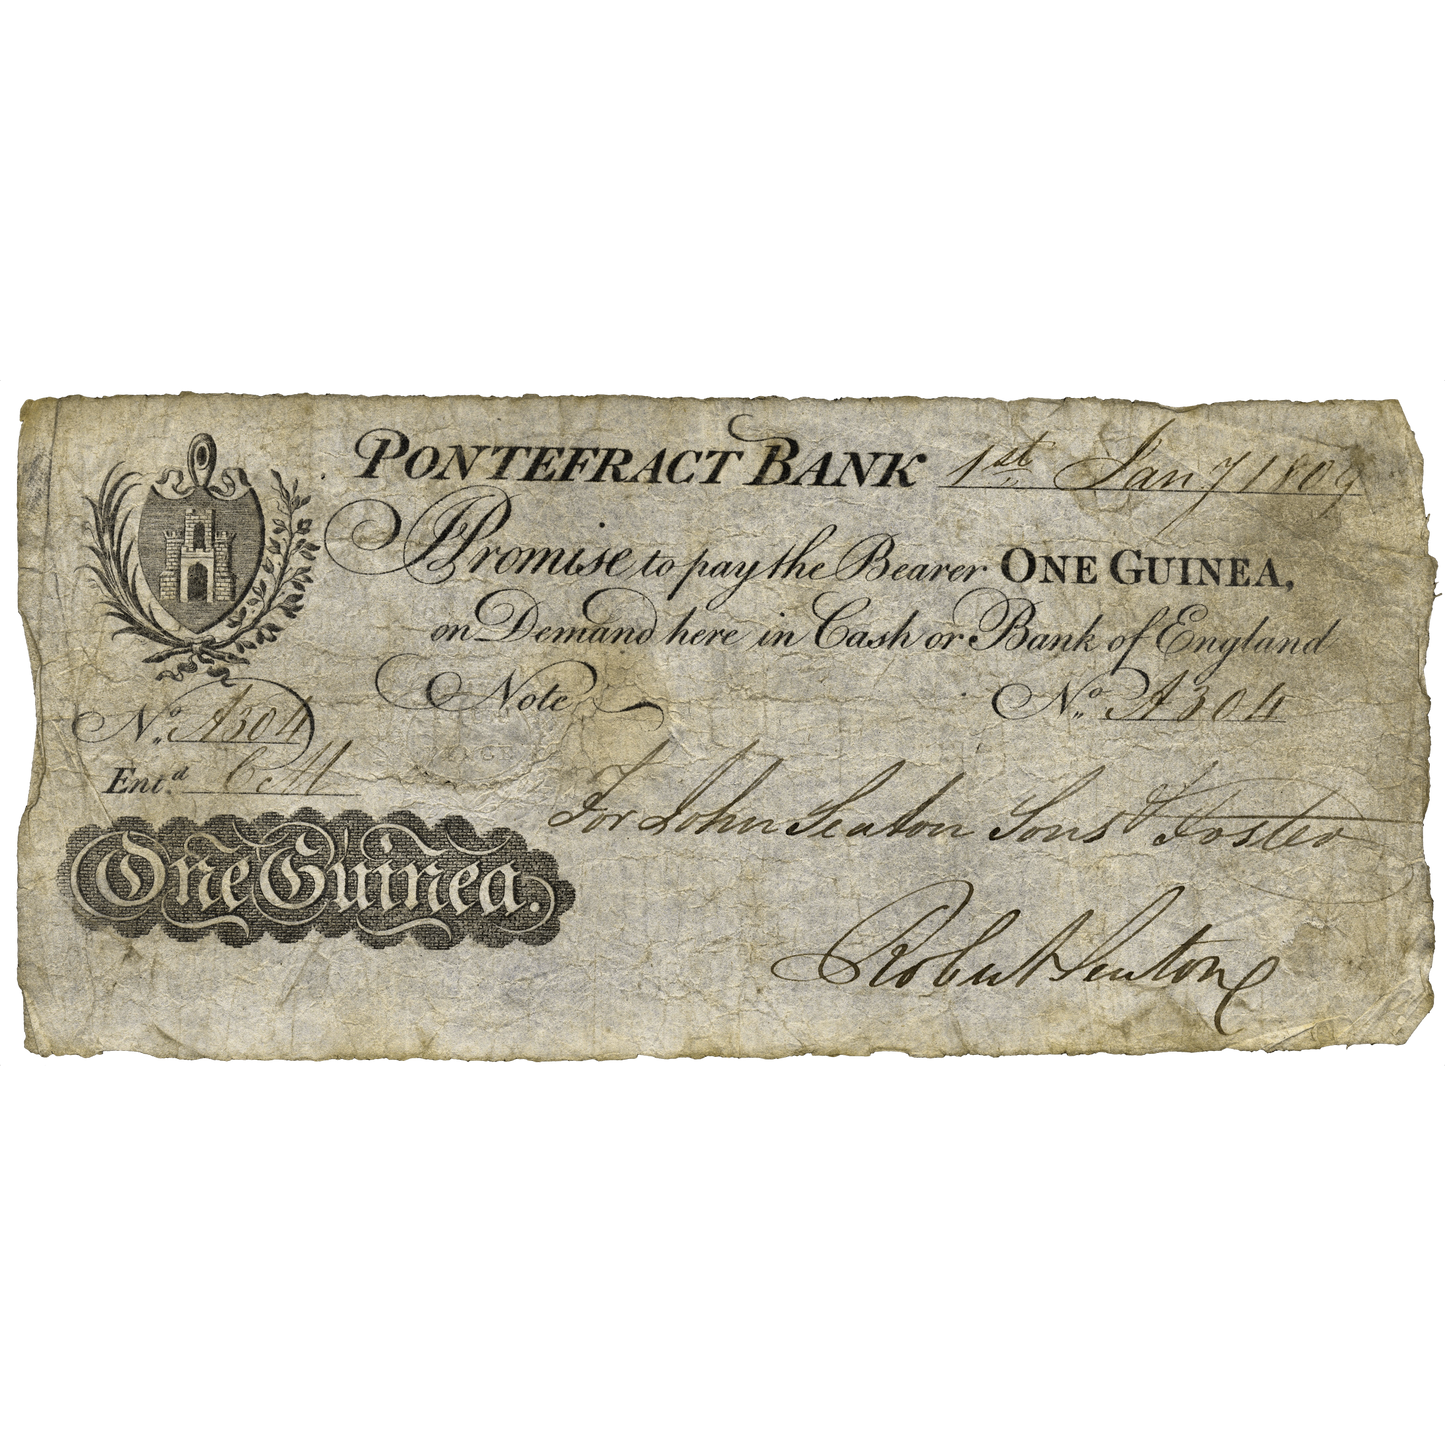 PONTEFRACT BANK 1st Jany 1809
I Promise to pay the Bearer ONE GUINEA,
on Demand here in Cash or Bank of England
Note
No. A304
No. A304
Entd. C M
For John Seaton Sons & Foster
One Guinea.
Robert Seaton